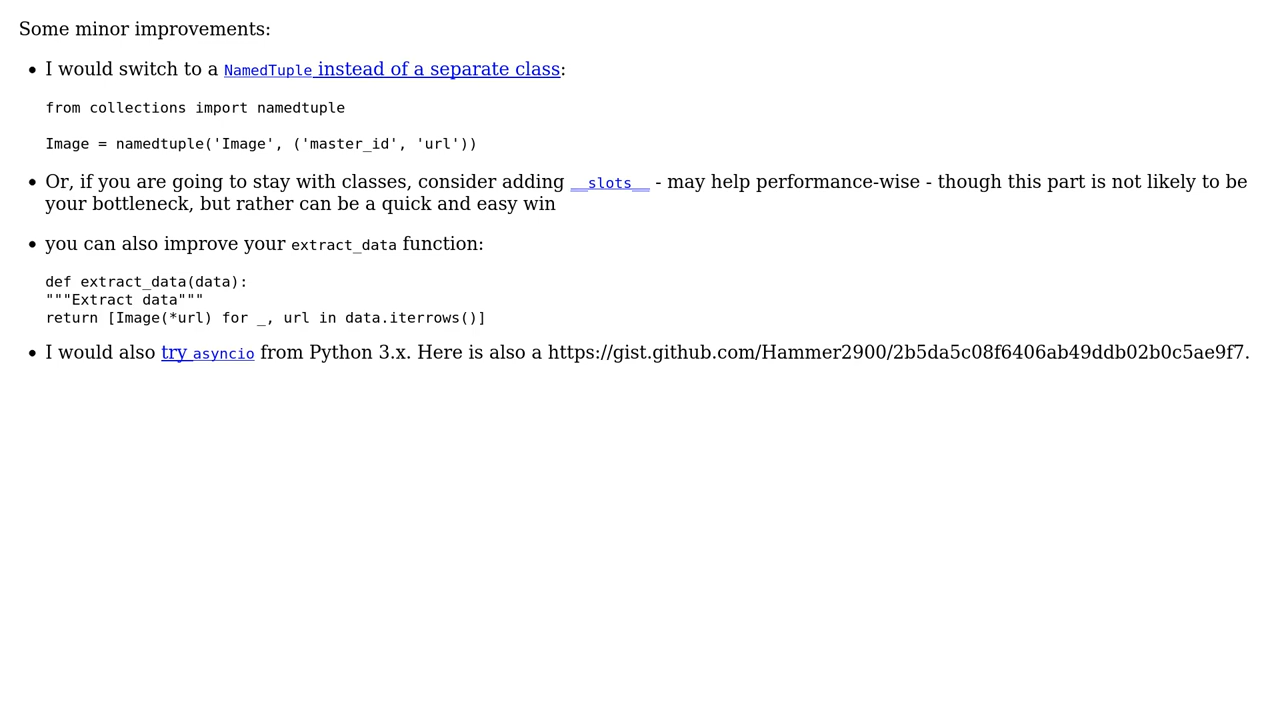 Some minor improvements:
I would switch to a NamedTuple instead of a separate class:
from collections import namedtuple
Image = namedtuple('Image', ('master_id', 'url'))
Or, if you are going to stay with classes, consider adding __slots__ - may help performance-wise - though this part is not likely to be
your bottleneck, but rather can be a quick and easy win
you can also improve your extract_data function:
def extract_data(data):
"""Extract data"""
return [Image(*url) for _, url in data.iterrows()]
I would also try asyncio from Python 3.x. Here is also a https://gist.github.com/Hammer2900/2b5da5c08f6406ab49ddb02b0c5ae9f7.